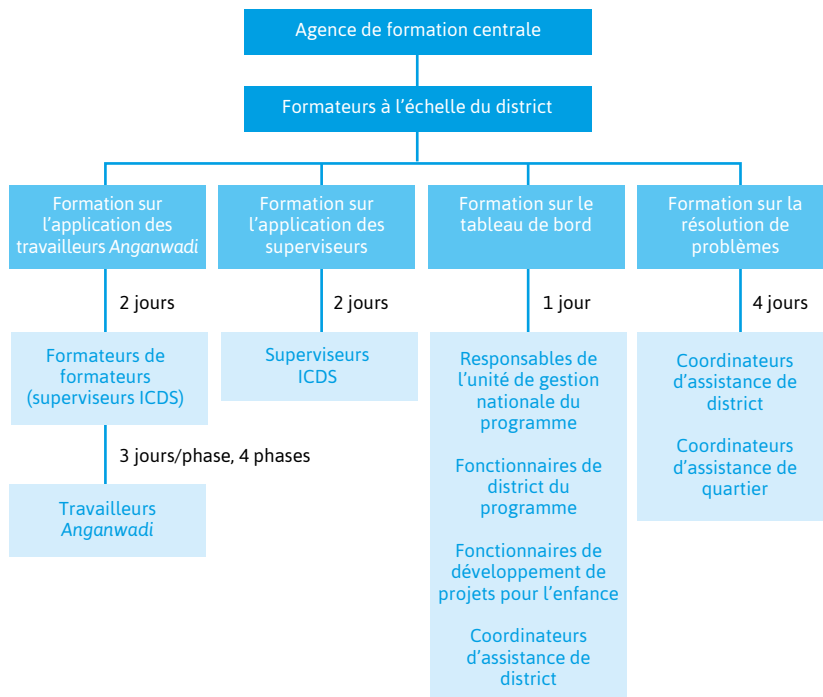 Agence de formation centrale
Formateurs à l’échelle du district
Formation sur
l’application des
travailleurs Anganwadi
Formation sur
l’application des
superviseurs
Formation sur le
tableau de bord
Formation sur la
résolution de
problèmes
2 jours
2 jours
1 jour
4 jours
Formateurs de
formateurs
(superviseurs ICDS)
3 jours/phase, 4 phases
Travailleurs
Anganwadi
Superviseurs
ICDS
Responsables de
l’unité de gestion
nationale du
programme
Fonctionnaires de
district du
programme
Fonctionnaires de
développement de
projets pour l’enfance
Coordinateurs
d’assistance de
district
Coordinateurs
d’assistance de
district
Coordinateurs
d’assistance de
quartier